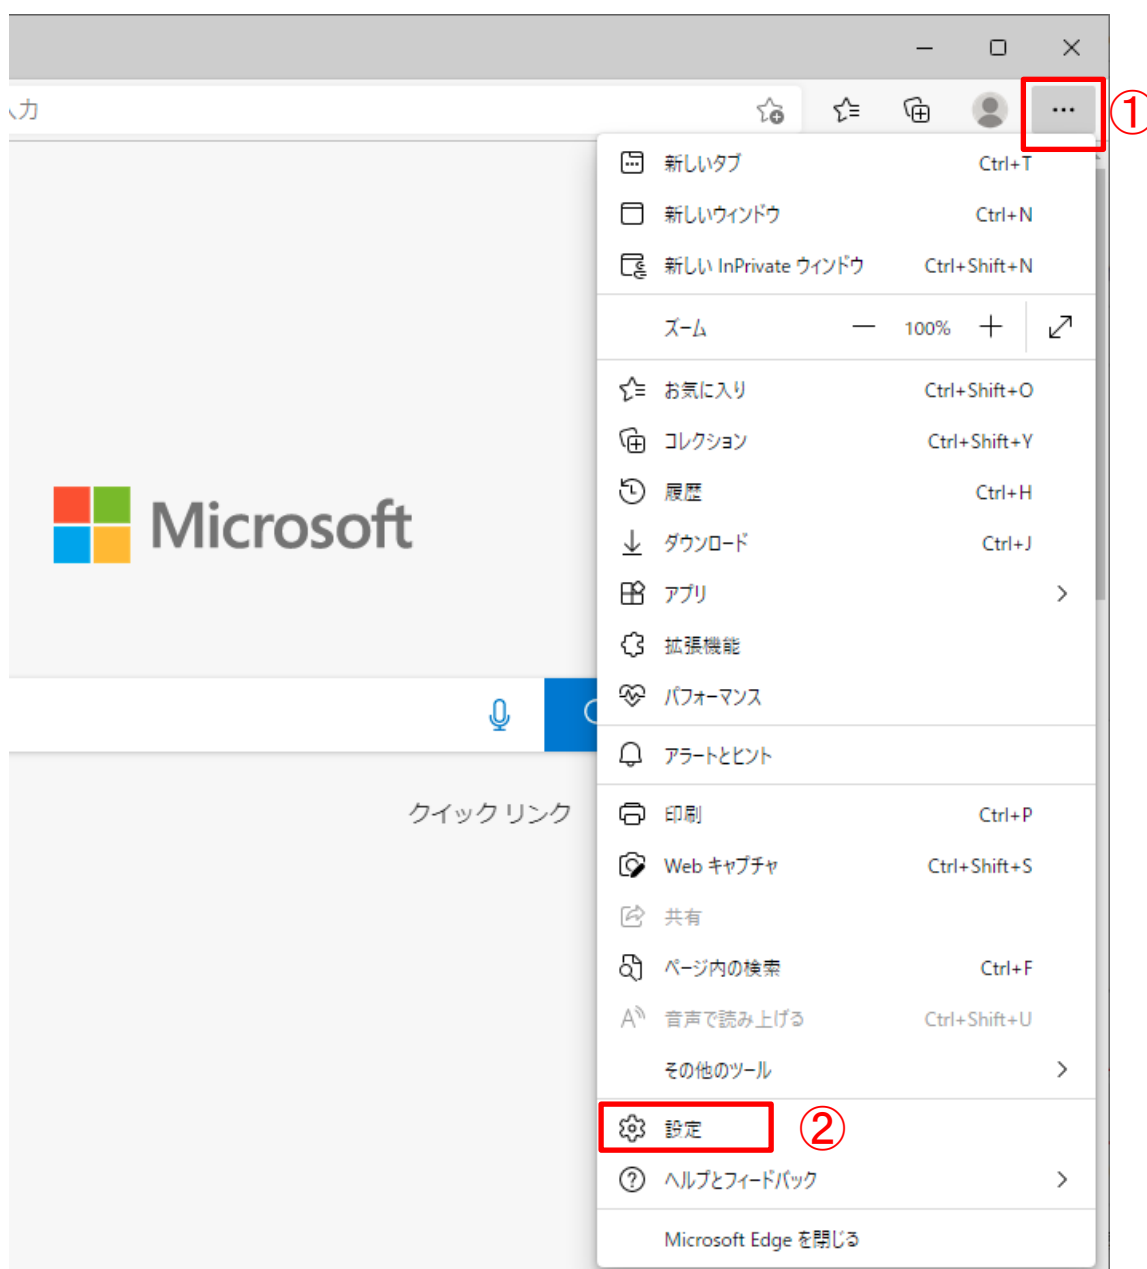 入力
①
新しいタブ Ctrl+T
新しいウィンドウ Ctrl+N
新しい InPrivate ウィンドウ Ctrl+Shift+N
ズーム 100%
お気に入り Ctrl+Shift+O
コレクション Ctrl+Shift+Y
履歴 Ctrl+H
ダウンロード Ctrl+J
アプリ
拡張機能
パフォーマンス
アラートとヒント
印刷 Ctrl+P
Web キャプチャ Ctrl+Shift+S
共有
ページ内の検索 Ctrl+F
音声で読み上げる Ctrl+Shift+U
その他のツール
設定 ②
ヘルプとフィードバック
Microsoft Edge を閉じる
Microsoft
クイック リンク